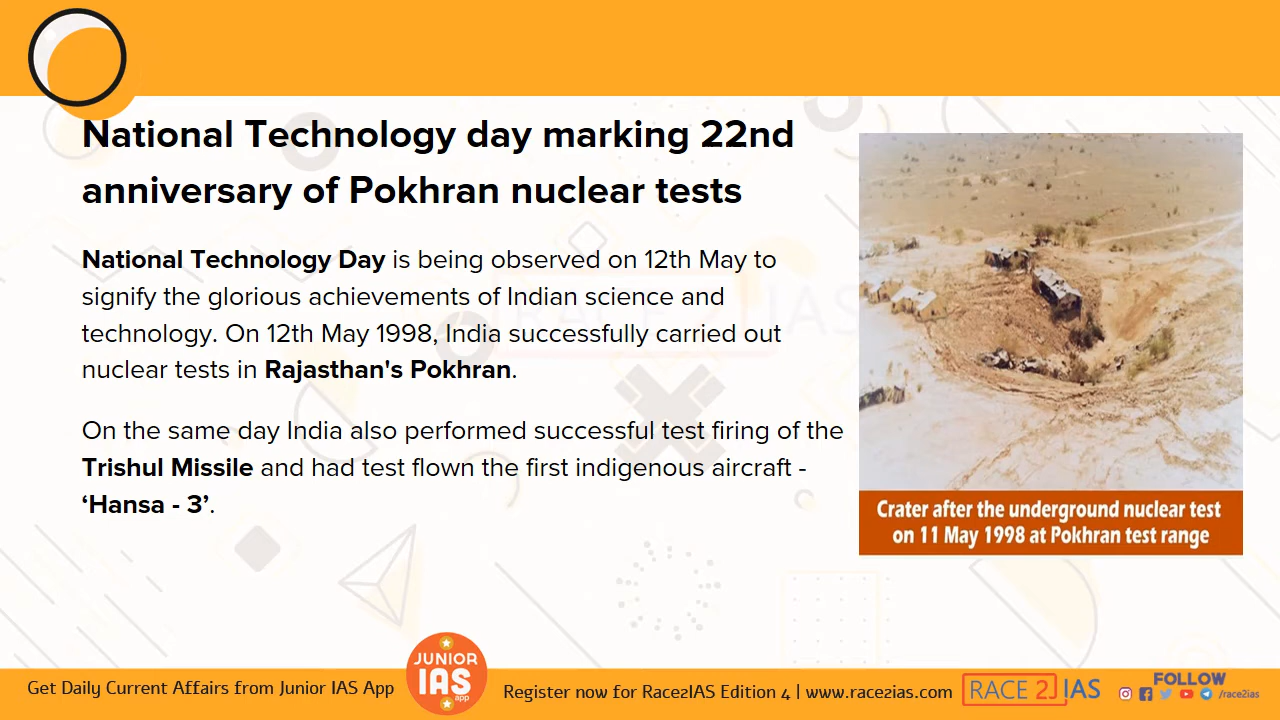 National Technology day marking 22nd
anniversary of Pokhran nuclear tests
National Technology Day is being observed on 12th May to
signify the glorious achievements of Indian science and
technology. On 12th May 1998, India successfully carried out
nuclear tests in Rajasthan's Pokhran.
On the same day India also performed successful test firing of the
Trishul Missile and had test flown the first indigenous aircraft -
‘Hansa - 3’.
RACE 2 IAS
Crater after the underground nuclear test
on 11 May 1998 at Pokhran test range
Get Daily Current Affairs from Junior IAS App
JUNIOR
IAS
app
Register now for Race2IAS Edition 4 | www.race2ias.com
RACE 2 IAS
FOLLOW
/race2ias